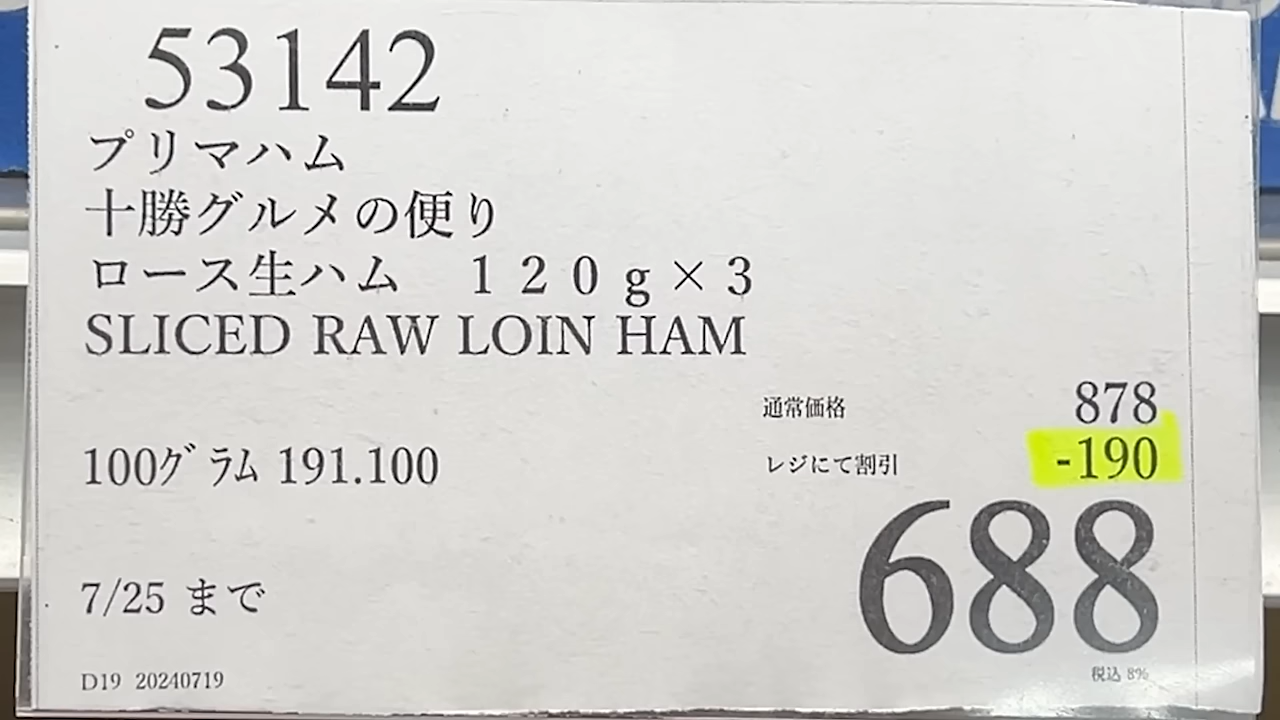 53142
プリマハム
十勝グルメの便り
ロース生ハム　１２０ｇ×３
SLICED RAW LOIN HAM
通常価格 878
レジにて割引 -190
100ｸﾞﾗﾑ 191.100
688
7/25 まで
税込 8%
D19 20240719